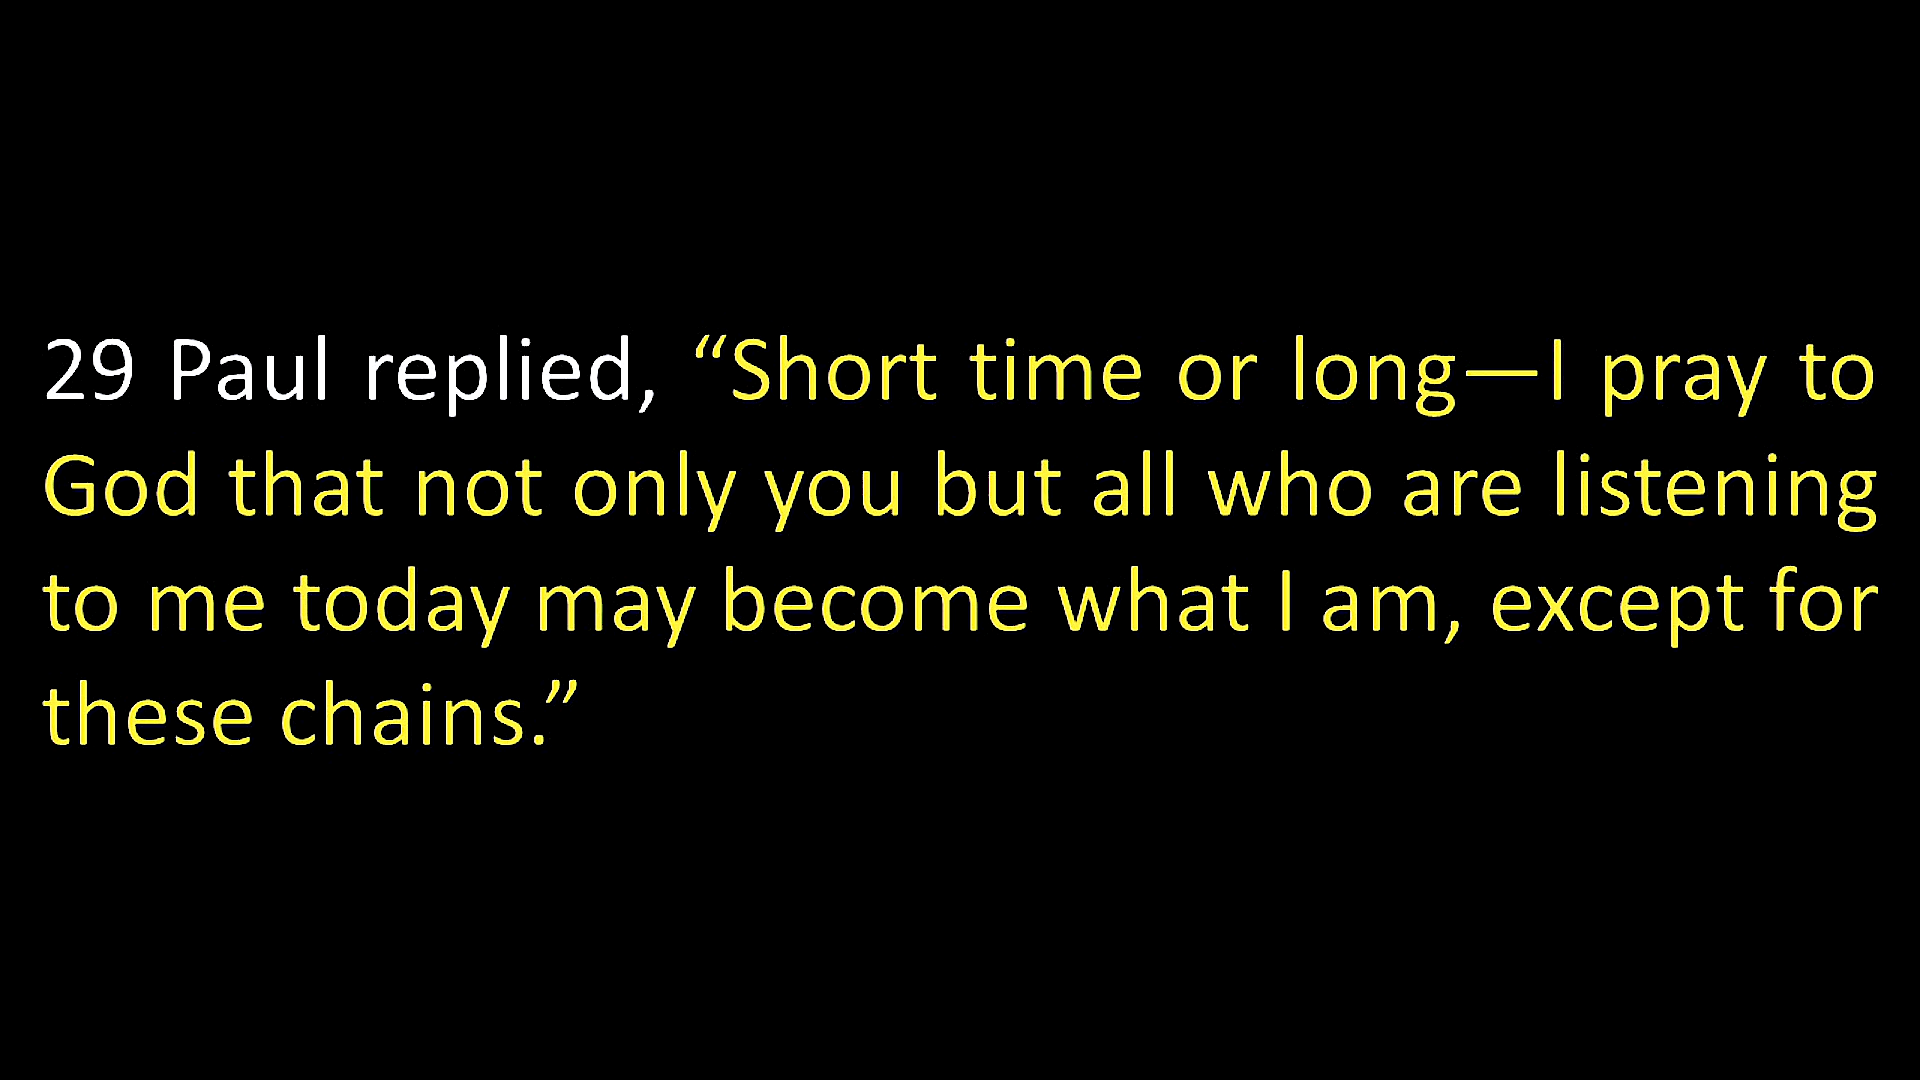 29 Paul replied, “Short time or long—I pray to
God that not only you but all who are listening
to me today may become what I am, except for
these chains.”